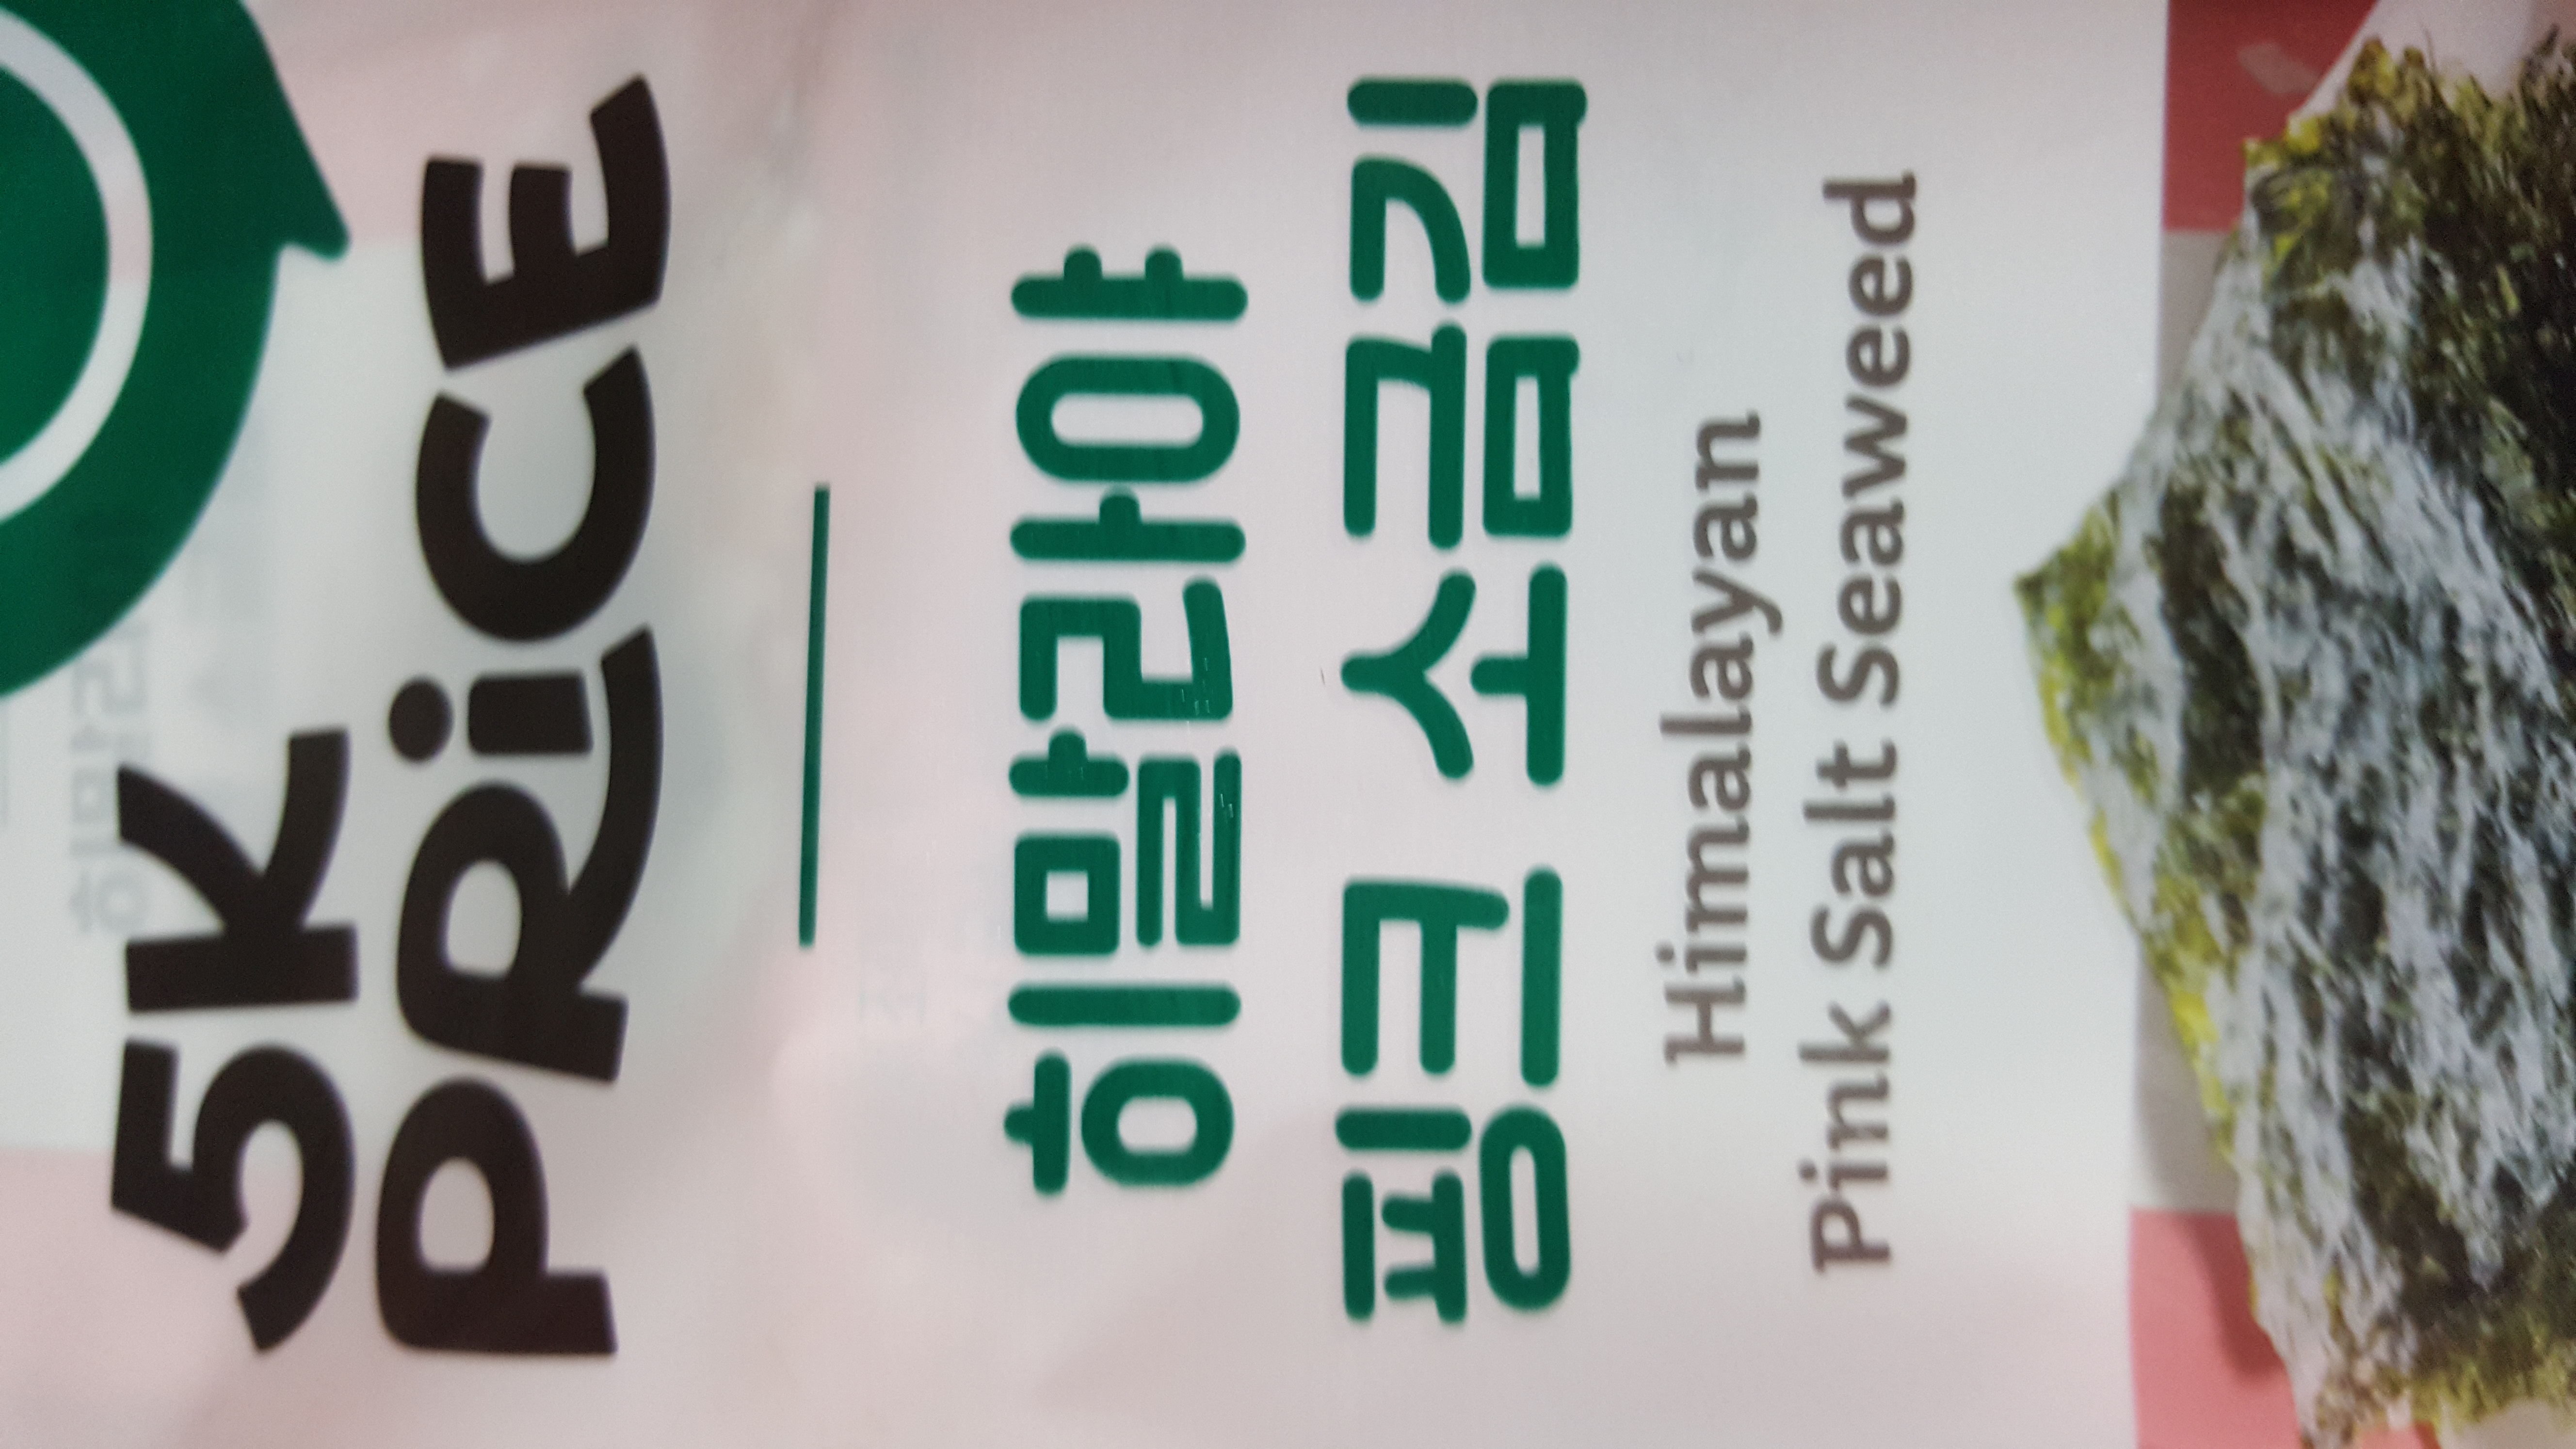 5K
PRiCE
히말라야
핑크 소금김
Himalayan
Pink Salt Seaweed